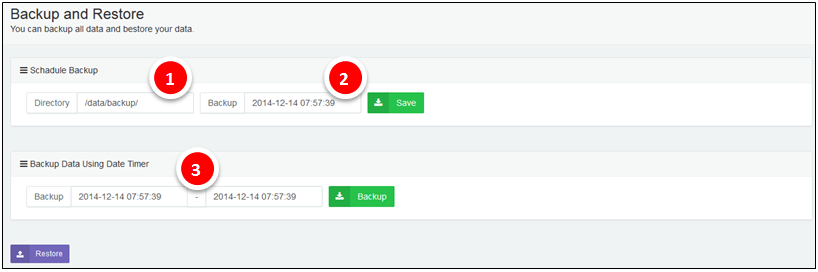 Backup and Restore
You can backup all data and bestore your data.
Schadule Backup
1
2
Directory /data/backup/ Backup 2014-12-14 07:57:39 Save
Backup Data Using Date Timer
3
Backup 2014-12-14 07:57:39 - 2014-12-14 07:57:39 Backup
Restore